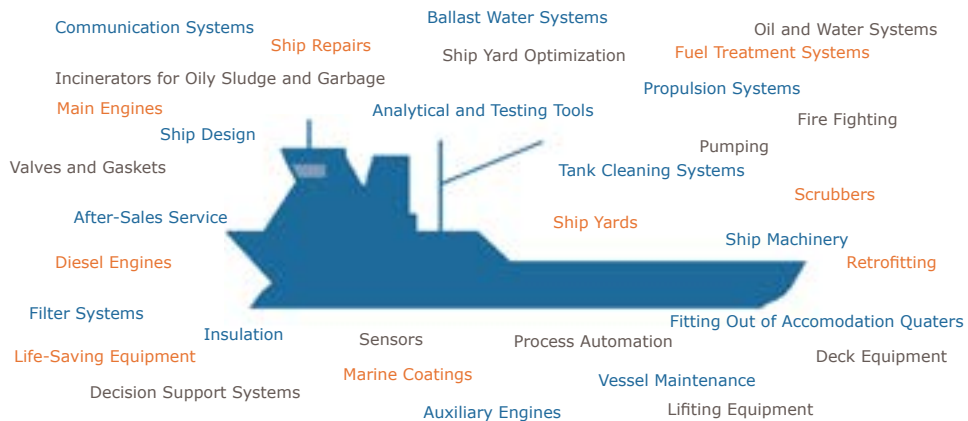 Ballast Water Systems
Communication Systems
Oil and Water Systems
Ship Repairs
Ship Yard Optimization
Fuel Treatment Systems
Incinerators for Oily Sludge and Garbage
Propulsion Systems
Main Engines
Analytical and Testing Tools
Fire Fighting
Ship Design
Pumping
Valves and Gaskets
Tank Cleaning Systems
Scrubbers
After-Sales Service
Ship Yards
Ship Machinery
Diesel Engines
Retrofitting
Filter Systems
Fitting Out of Accomodation Quaters
Insulation
Sensors
Process Automation
Life-Saving Equipment
Deck Equipment
Marine Coatings
Vessel Maintenance
Decision Support Systems
Auxiliary Engines
Lifiting Equipment